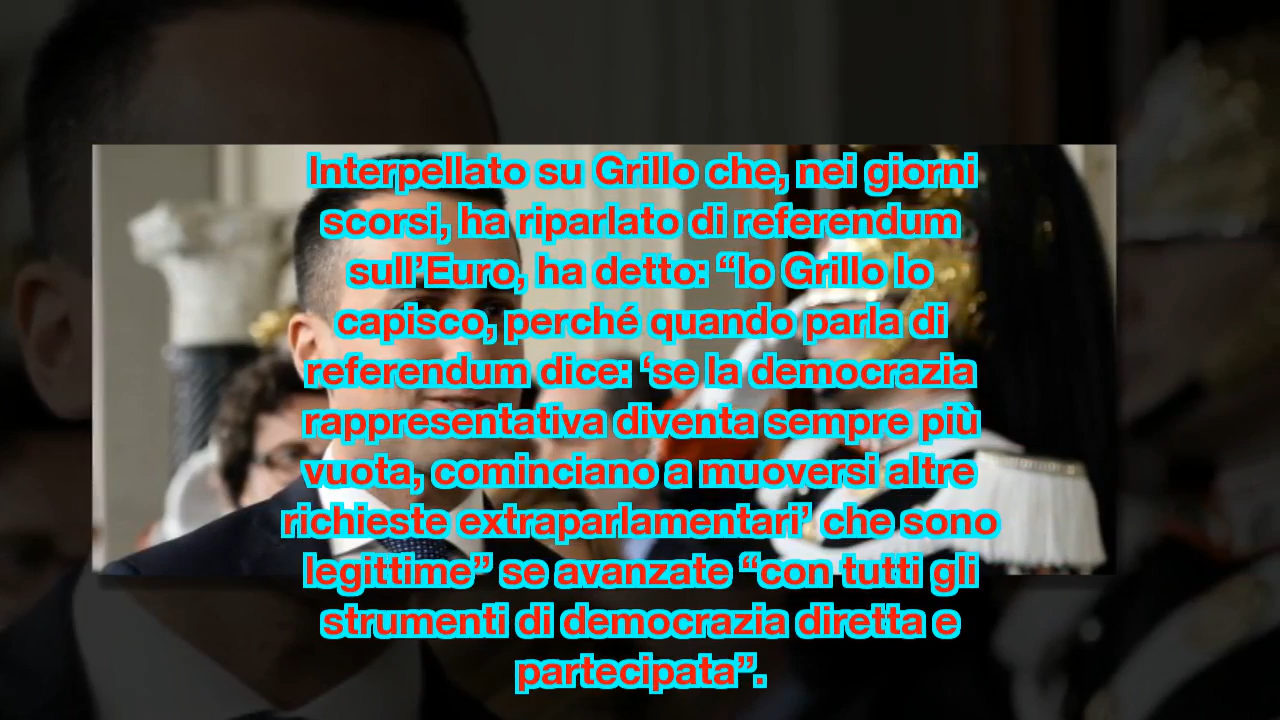 Interpellato su Grillo che, nei giorni
scorsi, ha riparlato di referendum
sull’Euro, ha detto: “Io Grillo lo
capisco, perché quando parla di
referendum dice: ‘se la democrazia
rappresentativa diventa sempre più
vuota, cominciano a muoversi altre
richieste extraparlamentari’ che sono
legittime” se avanzate “con tutti gli
strumenti di democrazia diretta e
partecipata”.